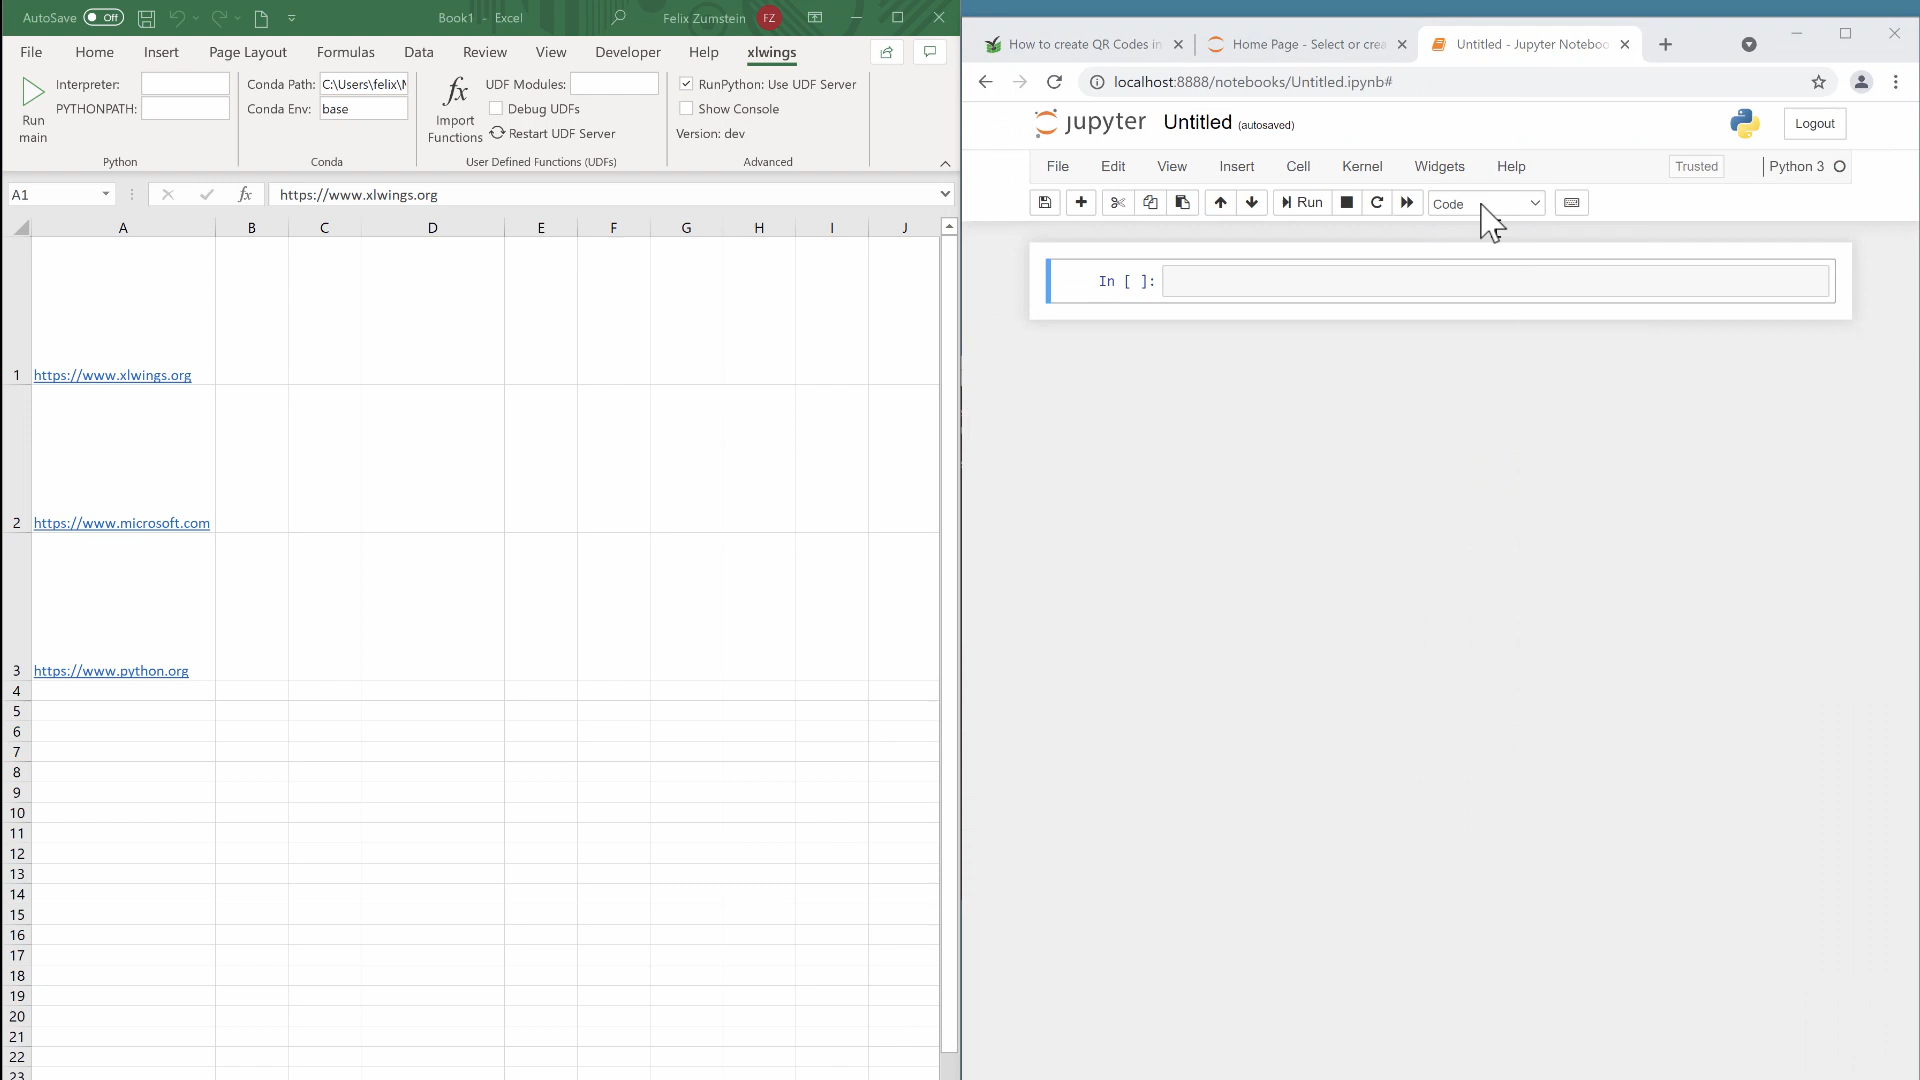 AutoSave Off Book1 - Excel Felix Zumstein FZ
File Home Insert Page Layout Formulas Data Review View Developer Help xlwings
Run main
Interpreter:
PYTHONPATH:
Python
Conda Path: C:\Users\felix\
Conda Env: base
Conda
fx
Import Functions
UDF Modules:
Debug UDFs
Restart UDF Server
User Defined Functions (UDFs)
RunPython: Use UDF Server
Show Console
Version: dev
Advanced
A1 fx https://www.xlwings.org
A B C D E F G H I J
1 https://www.xlwings.org
2 https://www.microsoft.com
3 https://www.python.org
4
5
6
7
8
9
10
11
12
13
14
15
16
17
18
19
20
21
22
23
How to create QR Codes in Home Page - Select or crea Untitled - Jupyter Noteboo
localhost:8888/notebooks/Untitled.ipynb#
jupyter Untitled (autosaved) Logout
File Edit View Insert Cell Kernel Widgets Help Trusted Python 3
Run Code
In [ ]: